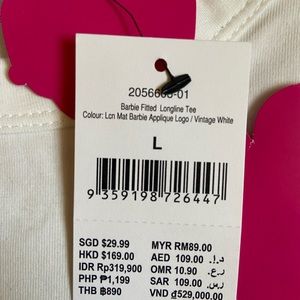 Barbie Fitted Longline Tee
Colour: Lcn Mat Barbie Applique Logo / Vintage White
L
9 359198 726447
SGD $29.99 MYR RM89.00
HKD $169.00 AED 109.00 د.إ.
IDR Rp319,900 OMR 10.90 ر.ع.
PHP ₱1,199 SAR 109.00 ر.س.
THB ฿890 VND ₫529,000.00